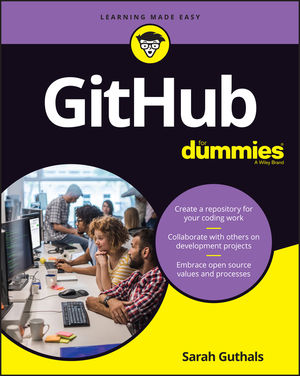 LEARNING MADE EASY
GitHub
for
dummies®
A Wiley Brand
Create a repository for
your coding work
Collaborate with others on
development projects
Embrace open source
values and processes
Sarah Guthals